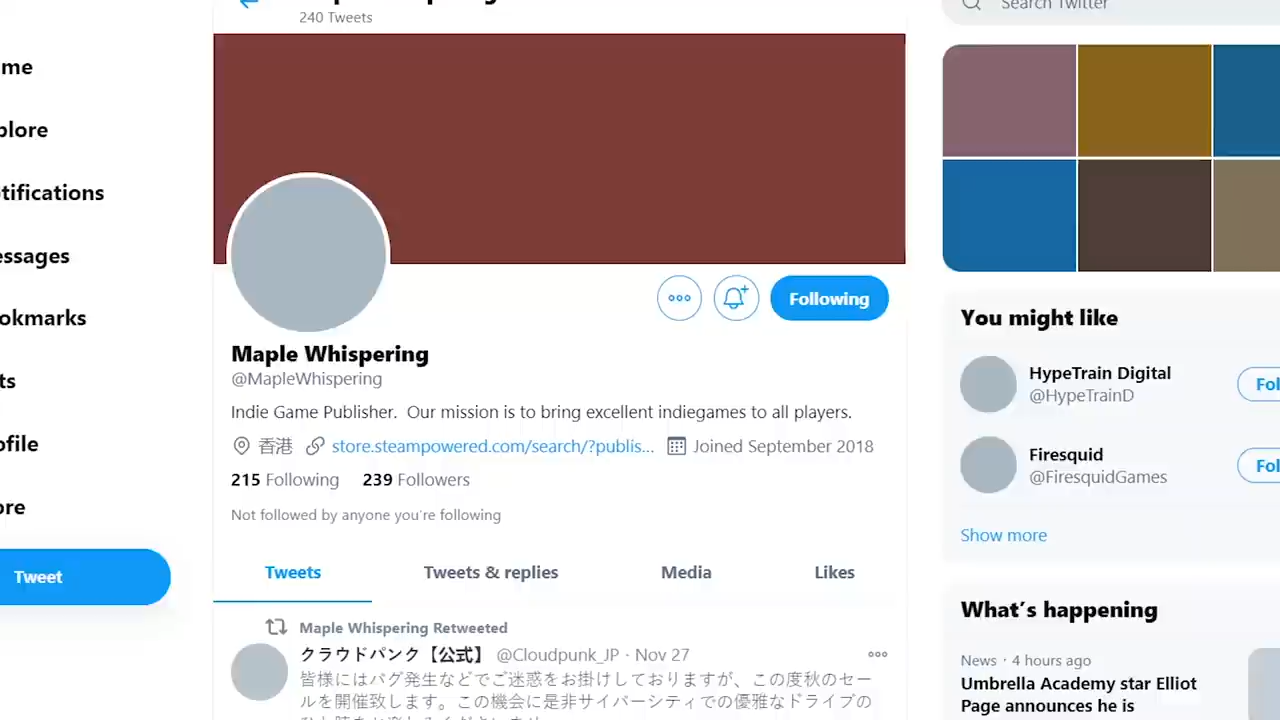 240 Tweets
Search Twitter
me
plore
tifications
essages
okmarks
ts
ofile
ore
Tweet
Following
Maple Whispering
@MapleWhispering
Indie Game Publisher. Our mission is to bring excellent indiegames to all players.
香港 store.steampowered.com/search/?publis... Joined September 2018
215 Following 239 Followers
Not followed by anyone you're following
Tweets Tweets & replies Media Likes
Maple Whispering Retweeted
クラウドパンク【公式】 @Cloudpunk_JP · Nov 27
皆様にはバグ発生などでご迷惑をお掛けしておりますが、この度秋のセー
ルを開催致します。この機会に是非サイバーシティでの優雅なドライブの
You might like
HypeTrain Digital
@HypeTrainD
Fol
Firesquid
@FiresquidGames
Fol
Show more
What's happening
News · 4 hours ago
Umbrella Academy star Elliot
Page announces he is